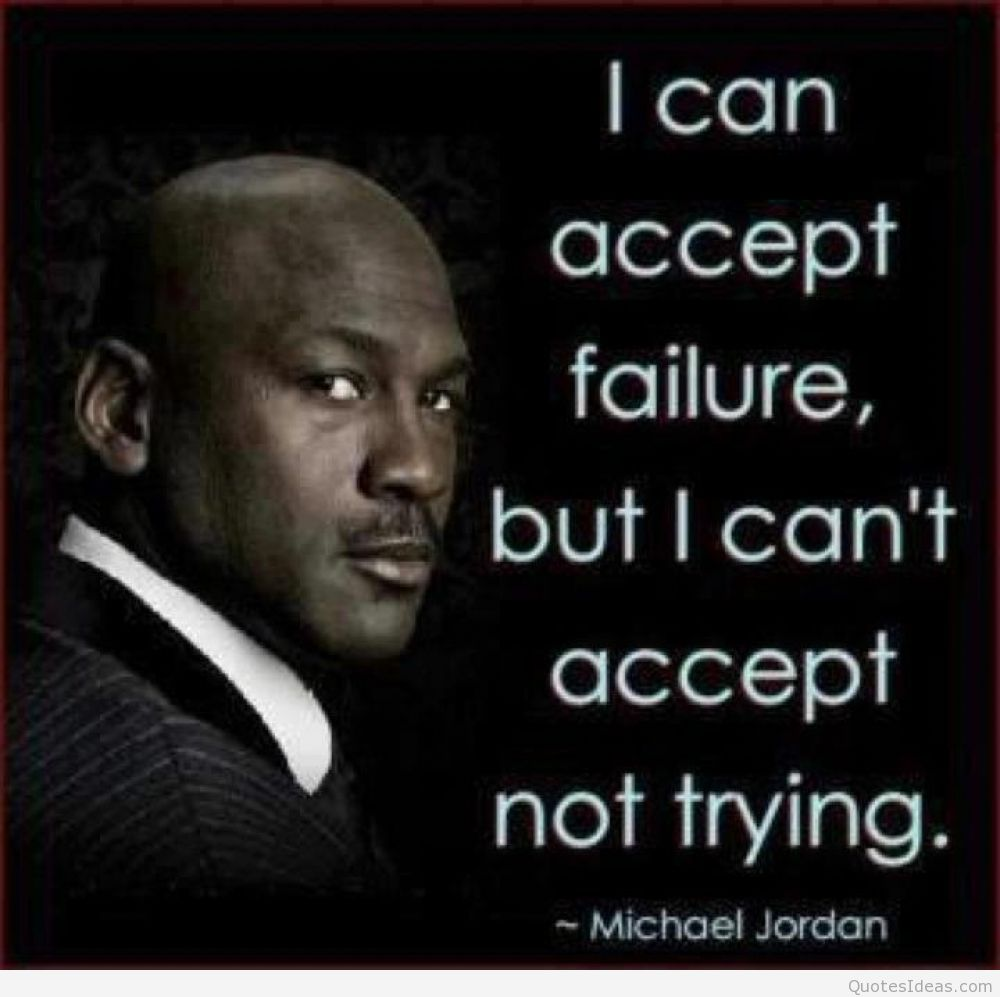 I can
accept
failure,
but I can't
accept
not trying.
~ Michael Jordan
QuotesIdeas.com